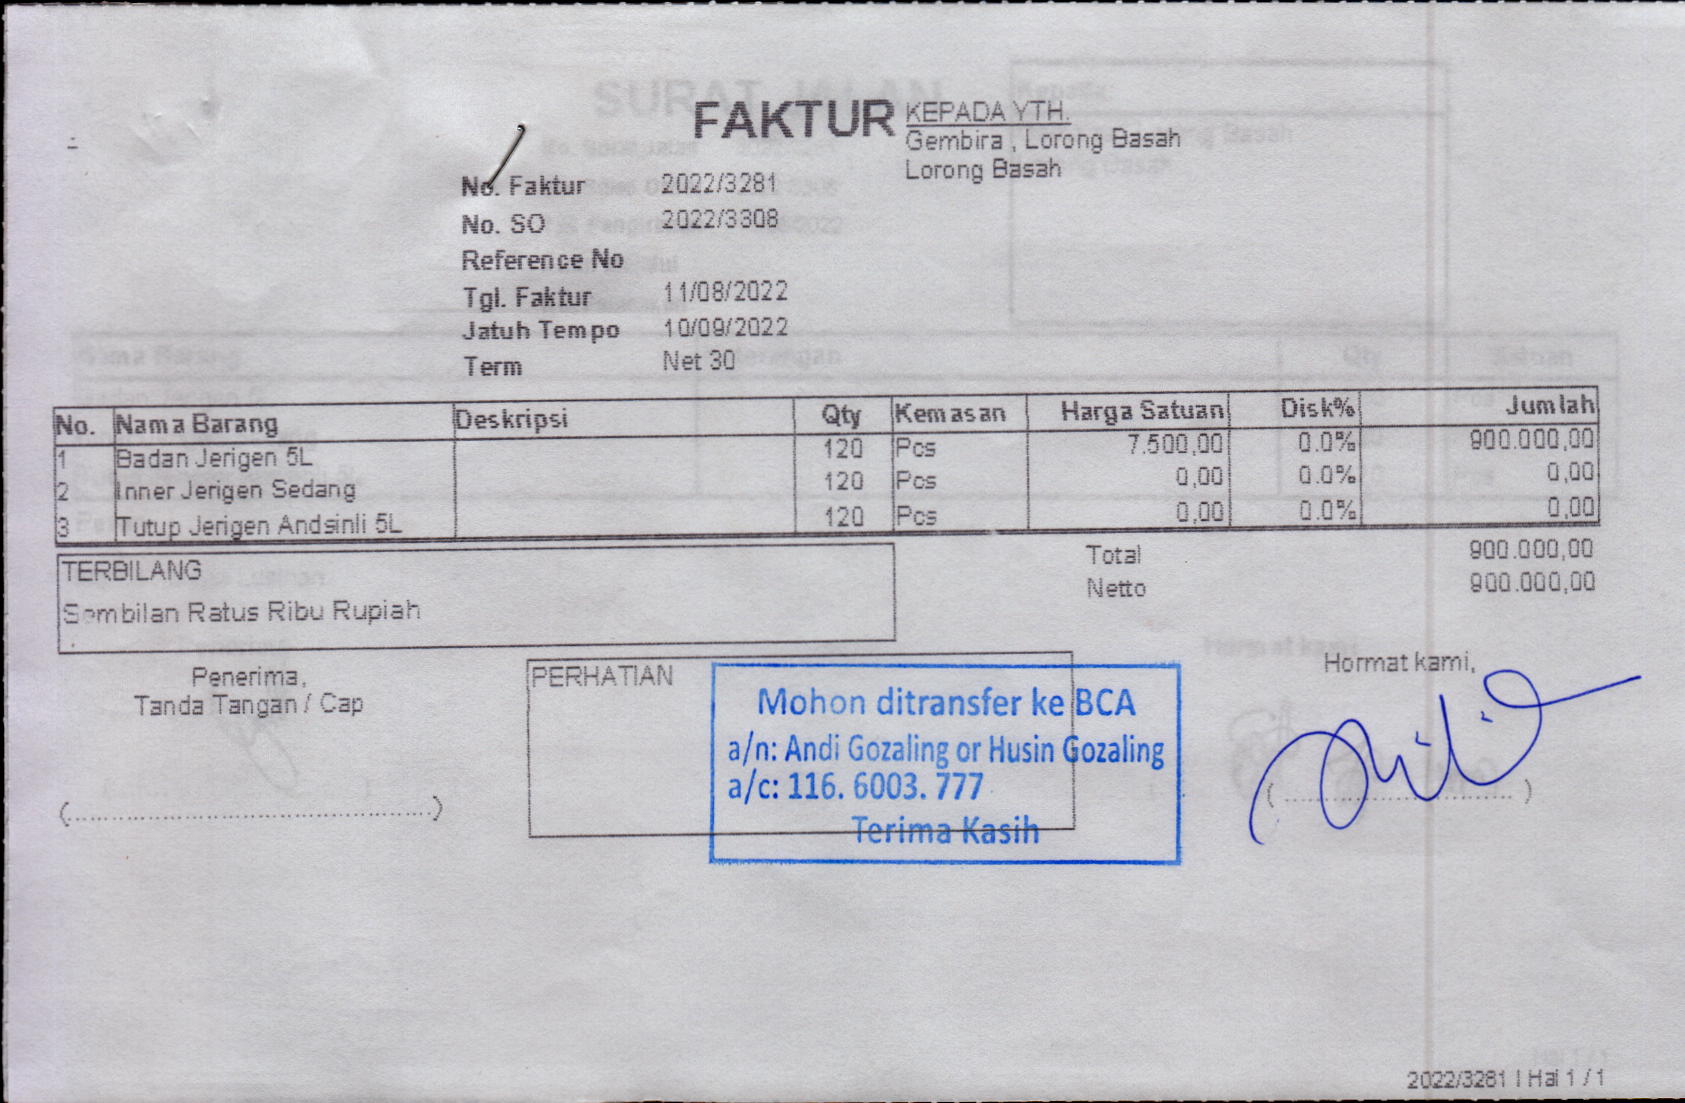 FAKTUR
KEPADA YTH.
Gembira , Lorong Basah
Lorong Basah
No. Faktur 2022/3281
No. SO 2022/3308
Reference No
Tgl. Faktur 11/08/2022
Jatuh Tempo 10/09/2022
Term Net 30
No. Nama Barang Deskripsi Qty Kemasan Harga Satuan Disk% Jumlah
1 Badan Jerigen 5L 120 Pcs 7.500,00 0.0% 900.000,00
2 Inner Jerigen Sedang 120 Pcs 0,00 0.0% 0,00
3 Tutup Jerigen Andsinli 5L 120 Pcs 0,00 0.0% 0,00
Total 900.000,00
Netto 900.000,00
TERBILANG
Sembilan Ratus Ribu Rupiah
Penerima,
Tanda Tangan / Cap
(..............................................)
PERHATIAN
Mohon ditransfer ke BCA
a/n: Andi Gozaling or Husin Gozaling
a/c: 116. 6003. 777
Terima Kasih
Hormat kami,
2022/3281 | Hal 1 / 1